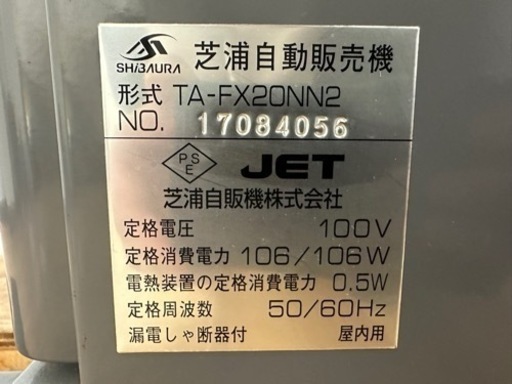 SHIBAURA 芝浦自動販売機
形式 TA-FX20NN2
NO. 17084056
PSE JET
芝浦自販機株式会社
定格電圧 100V
定格消費電力 106/106W
電熱装置の定格消費電力 0.5W
定格周波数 50/60Hz
漏電しゃ断器付 屋内用